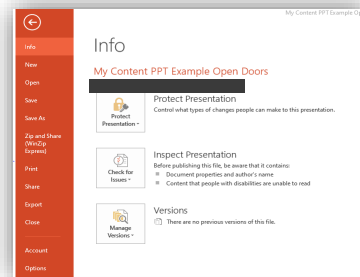 My Content PPT Example Op
Info
Info
New
My Content PPT Example Open Doors
Open
Save
Protect Presentation
Control what types of changes people can make to this presentation.
Protect
Presentation
Save As
Zip and Share
(WinZip
Express)
Inspect Presentation
Before publishing this file, be aware that it contains:
Document properties and author's name
Content that people with disabilities are unable to read
Check for
Issues
Print
Share
Export
Versions
There are no previous versions of this file.
Manage
Versions
Close
Account
Options